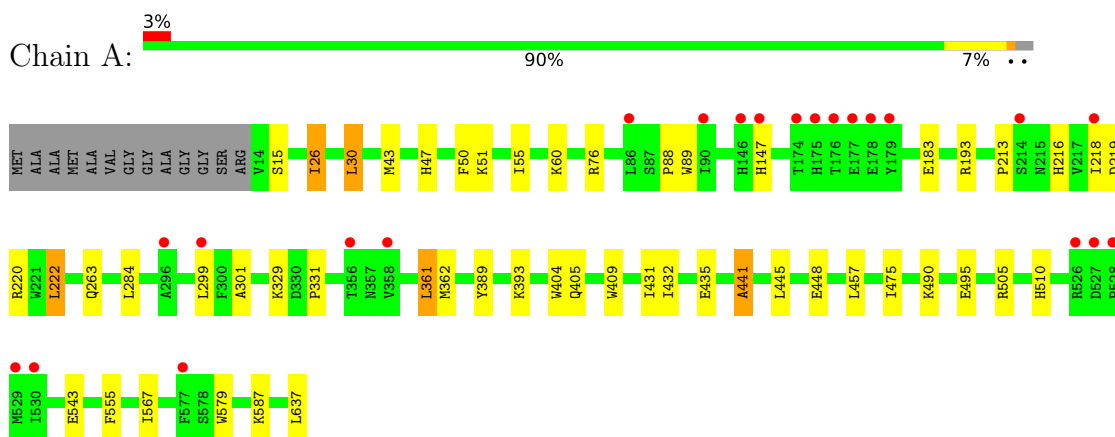 3%
Chain A:
90% 7% • •
MET ALA ALA MET ALA VAL GLY GLY ALA GLY GLY SER ARG V14 S15 I26 L30 M43 H47 F50 K51 I55 K60 R76 L86 S87 P88 W89 I90 H146 H147 T174 H175 T176 E177 E178 Y179 E183 R193 P213 S214 N215 H216 V217 I218 D219
R220 W221 L222 Q263 L284 A296 L299 F300 A301 K329 D330 P331 T356 N357 V358 L361 M362 Y389 K393 W404 Q405 W409 I431 I432 E435 A441 L445 E448 L457 I475 K490 E495 R505 H510 R526 D527
M529 I530 E543 F555 I567 F577 S578 W579 K587 L637